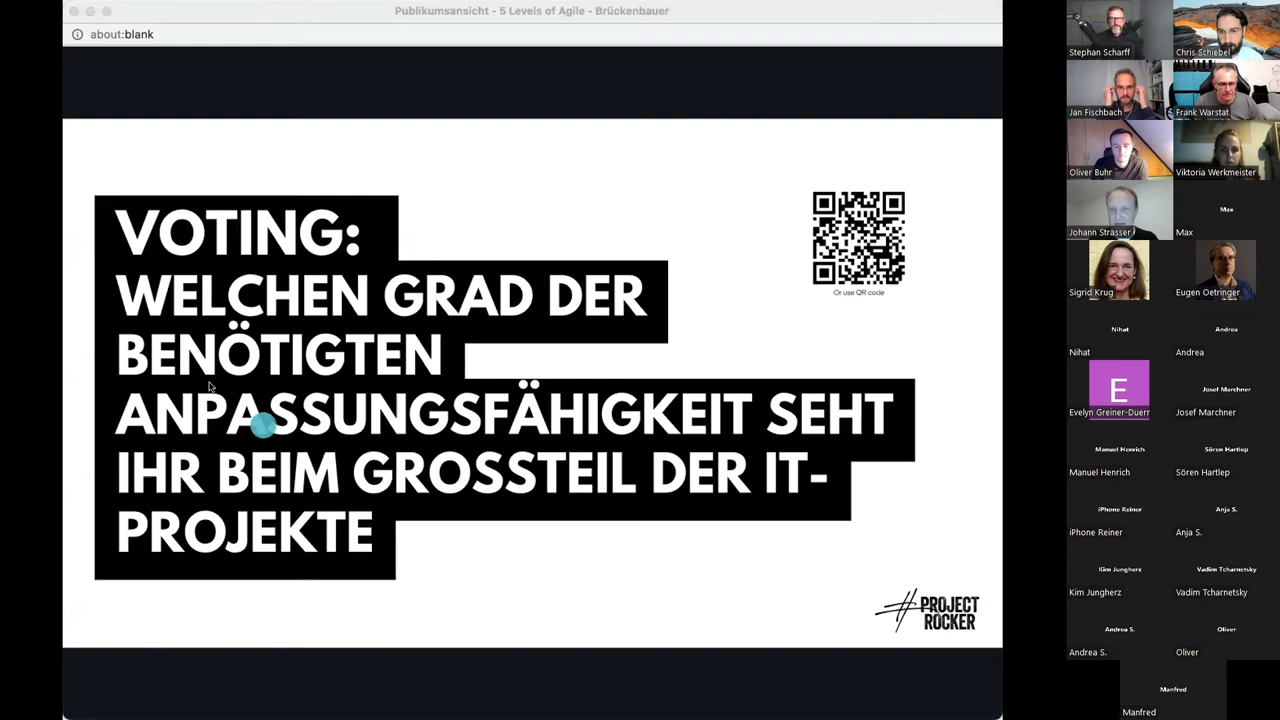 Publikumsansicht - 5 Levels of Agile - Brückenbauer
about:blank
VOTING:
WELCHEN GRAD DER
BENÖTIGTEN
ANPASSUNGSFÄHIGKEIT SEHT
IHR BEIM GROSSTEIL DER IT-
PROJEKTE
Or use QR code
#PROJECT
ROCKER
Stephan Scharff
Chris Schiebel
Jan Fischbach
Frank Warstat
Oliver Buhr
Viktoria Werkmeister
Johann Strasser
Max
Max
Sigrid Krug
Eugen Oetringer
Nihat
Andrea
Nihat
Andrea
E
Josef Marchner
Evelyn Greiner-Duerr
Josef Marchner
Manuel Henrich
Sören Hartlep
Manuel Henrich
Sören Hartlep
iPhone Reiner
Anja S.
iPhone Reiner
Anja S.
Kim Jungherz
Vadim Tcharnetsky
Kim Jungherz
Vadim Tcharnetsky
Andrea S.
Oliver
Andrea S.
Oliver
Manfred
Manfred